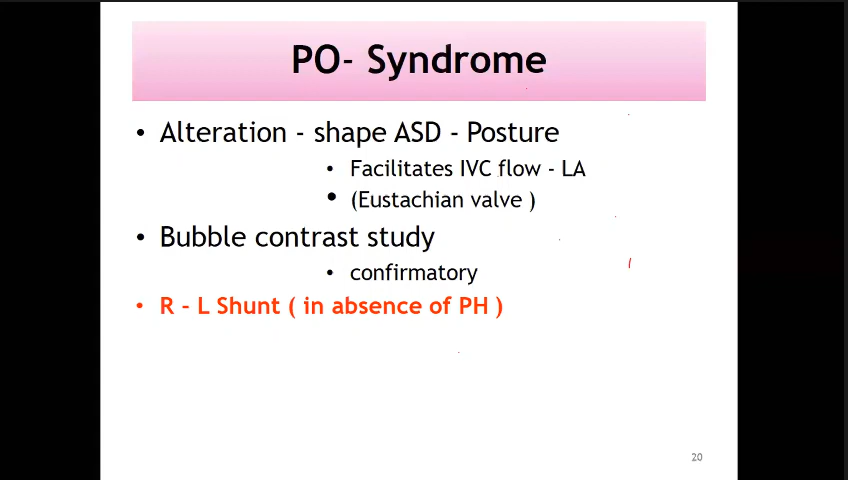 PO- Syndrome
• Alteration - shape ASD - Posture
• Facilitates IVC flow - LA
• (Eustachian valve )
• Bubble contrast study
• confirmatory
• R – L Shunt ( in absence of PH )
20